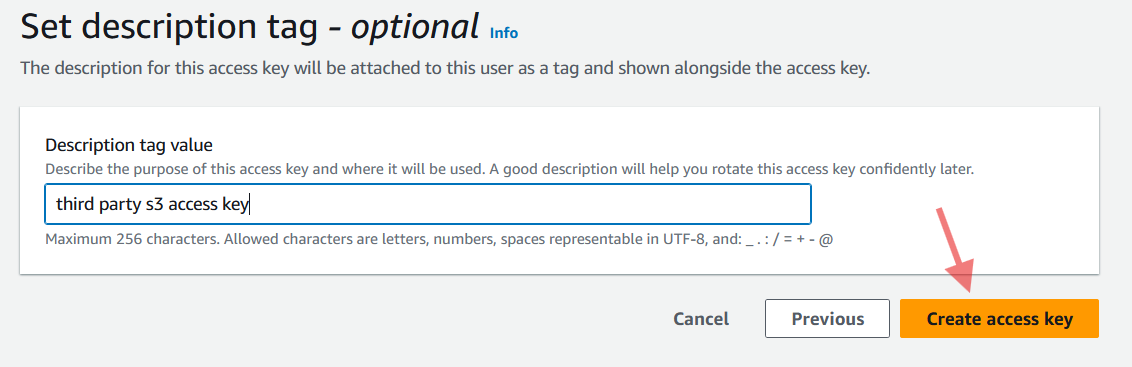 Set description tag - optional Info
The description for this access key will be attached to this user as a tag and shown alongside the access key.
Description tag value
Describe the purpose of this access key and where it will be used. A good description will help you rotate this access key confidently later.
third party s3 access key
Maximum 256 characters. Allowed characters are letters, numbers, spaces representable in UTF-8, and: _ . : / = + - @
Cancel Previous Create access key